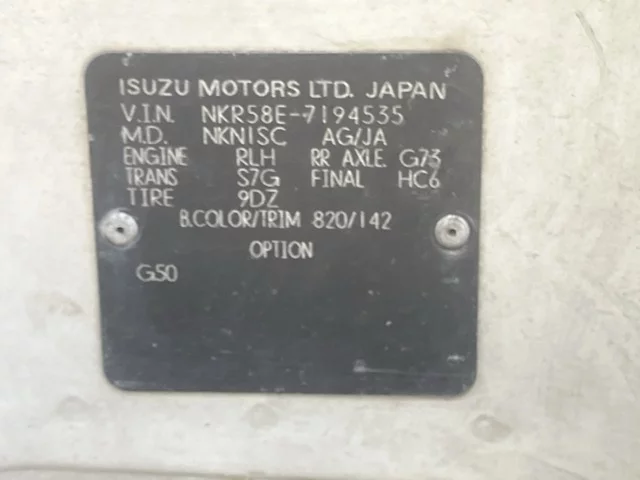 ISUZU MOTORS LTD. JAPAN
V.I.N. NKR58E-7194535
M.D. NKN1SC AG/JA
ENGINE RLH RR AXLE. G73
TRANS S7G FINAL HC6
TIRE 9DZ
B.COLOR/TRIM 820/142
OPTION
G50